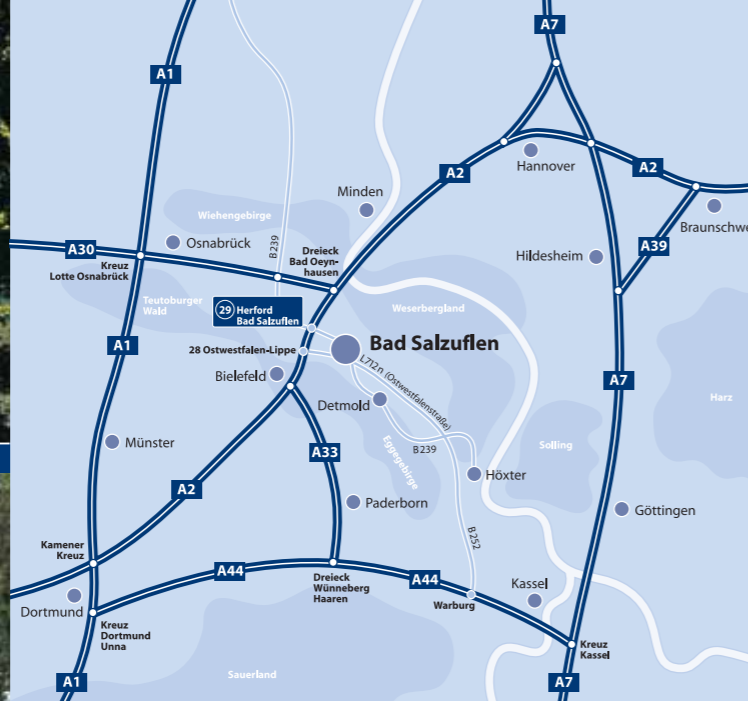 A7
A1
A2
Hannover
A2
Minden
Wiehengebirge
Braunschwe
Osnabrück
B239
Dreieck
Bad Oeyn-
hausen
A30
A39
Hildesheim
Kreuz
Lotte Osnabrück
Teutoburger
Wald
29 Herford
Bad Salzuflen
Weserbergland
Bad Salzuflen
A1
28 Ostwestfalen-Lippe
L712n (Ostwestfalenstraße)
Bielefeld
A7
Harz
Detmold
Münster
A33
B239
Eggegebirge
Solling
Höxter
A2
Paderborn
Göttingen
B252
Kamener
Kreuz
A44
Dreieck
Wünneberg
Haaren
A44
Kassel
Warburg
Dortmund
Kreuz
Dortmund
Unna
Kreuz
Kassel
Sauerland
A1
A7